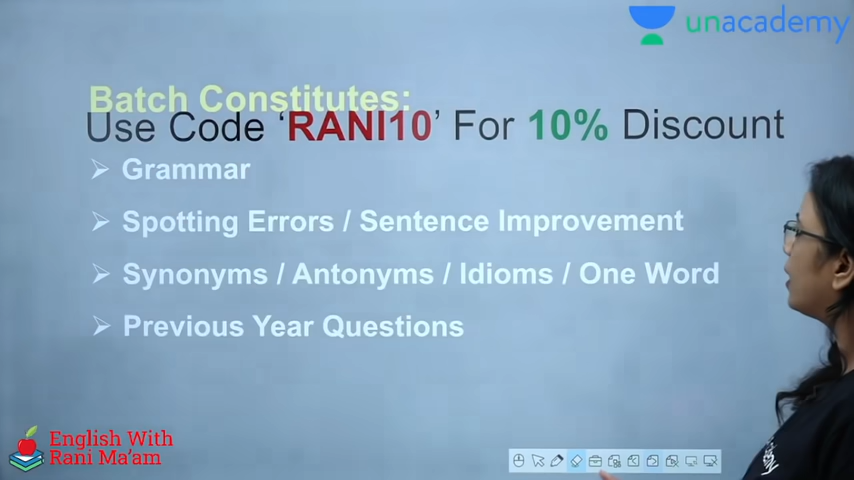 unacademy
Batch Constitutes:
Use Code ‘RANI10’ For 10% Discount
Grammar
Spotting Errors / Sentence Improvement
Synonyms / Antonyms / Idioms / One Word
Previous Year Questions
English With
Rani Ma'am